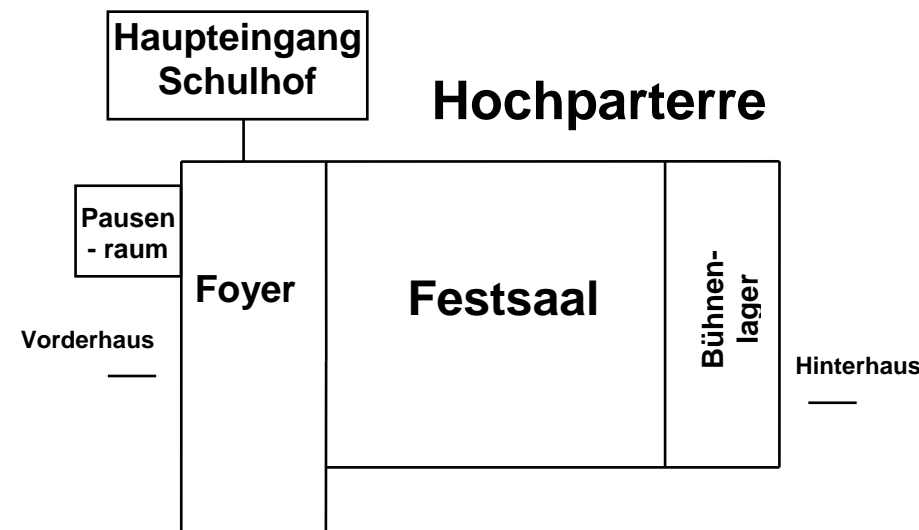 Haupteingang
Schulhof
Hochparterre
Pausen
- raum
Foyer
Festsaal
Bühnen-
lager
Vorderhaus
Hinterhaus